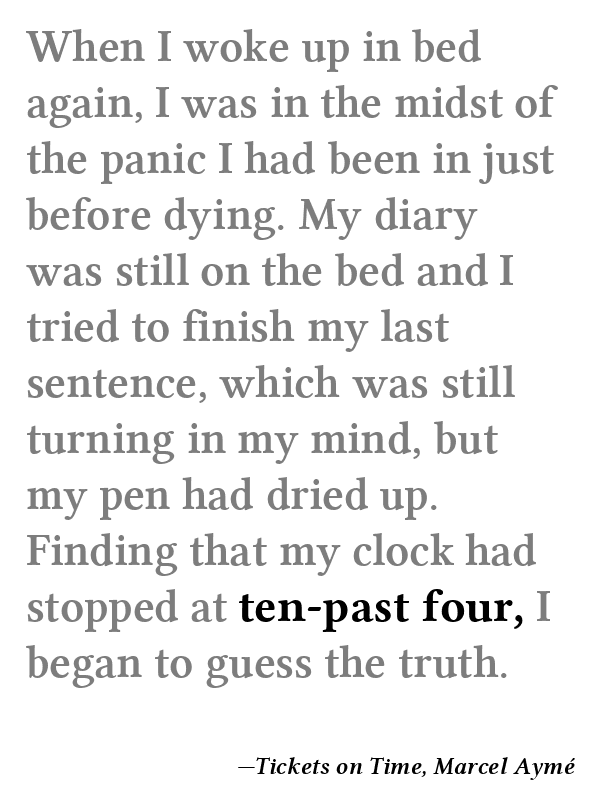 When I woke up in bed
again, I was in the midst of
the panic I had been in just
before dying. My diary
was still on the bed and I
tried to finish my last
sentence, which was still
turning in my mind, but
my pen had dried up.
Finding that my clock had
stopped at ten-past four, I
began to guess the truth.
—Tickets on Time, Marcel Aymé